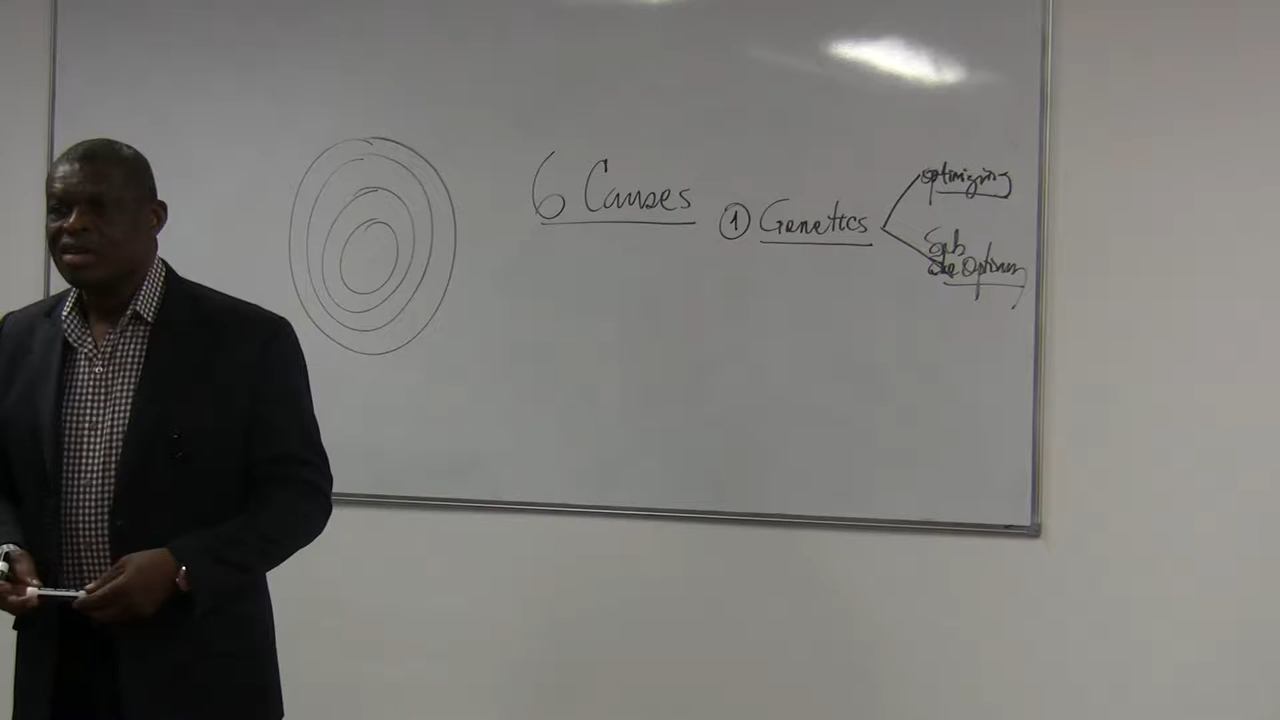 6 Causes
① Genetics
optimizing
Sub
Optimum